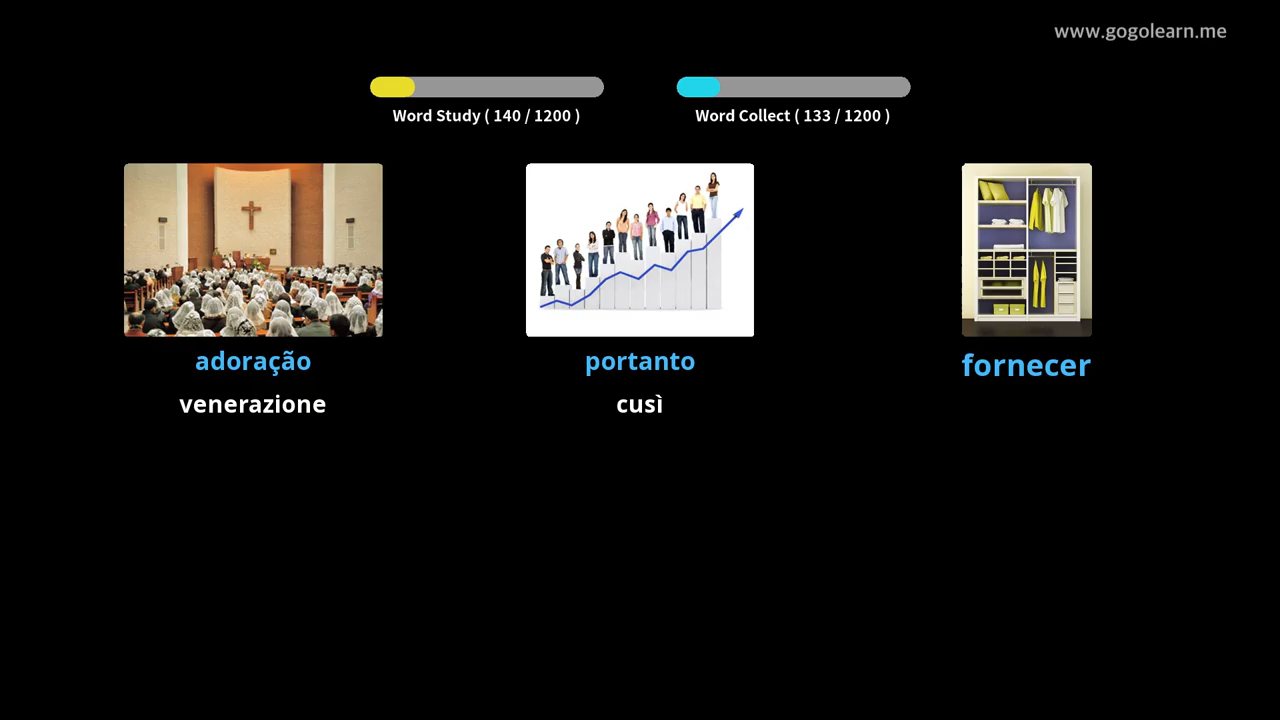 www.gogolearn.me
Word Study ( 140 / 1200 )
Word Collect ( 133 / 1200 )
adoração
portanto
fornecer
venerazione
cusì